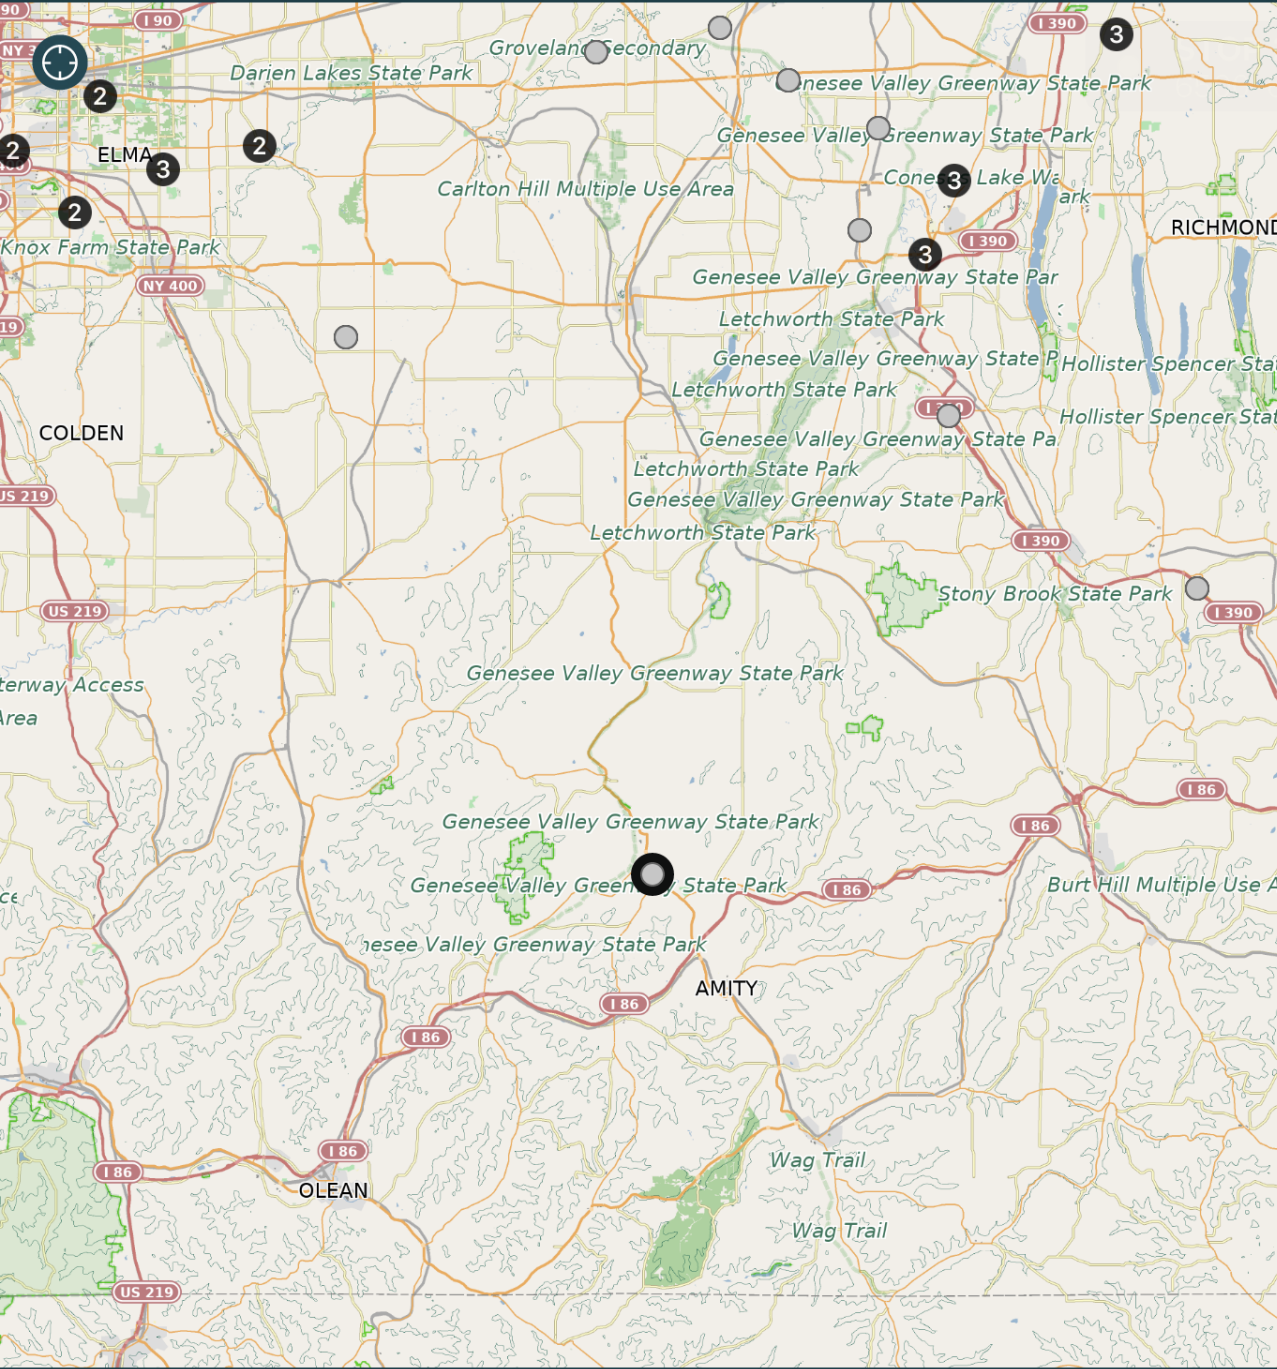 90
I 90
I 390
3
NY 3
Groveland Secondary
Darien Lakes State Park
enesee Valley Greenway State Park
2
Genesee Valley Greenway State Park
2
2
ELMA
3
Carlton Hill Multiple Use Area
3
ark
2
RICHMOND
Knox Farm State Park
I 390
3
NY 400
Genesee Valley Greenway State Par
Letchworth State Park
19
Genesee Valley Greenway State P
Hollister Spencer Stat
Letchworth State Park
Hollister Spencer Stat
COLDEN
Genesee Valley Greenway State Pa
Letchworth State Park
US 219
Genesee Valley Greenway State Park
Letchworth State Park
I 390
Stony Brook State Park
US 219
I 390
Genesee Valley Greenway State Park
terway Access
Area
I 86
Genesee Valley Greenway State Park
I 86
Genesee Valley Greenway State Park
I 86
Burt Hill Multiple Use A
ce
nesee Valley Greenway State Park
AMITY
I 86
I 86
I 86
Wag Trail
I 86
OLEAN
Wag Trail
US 219